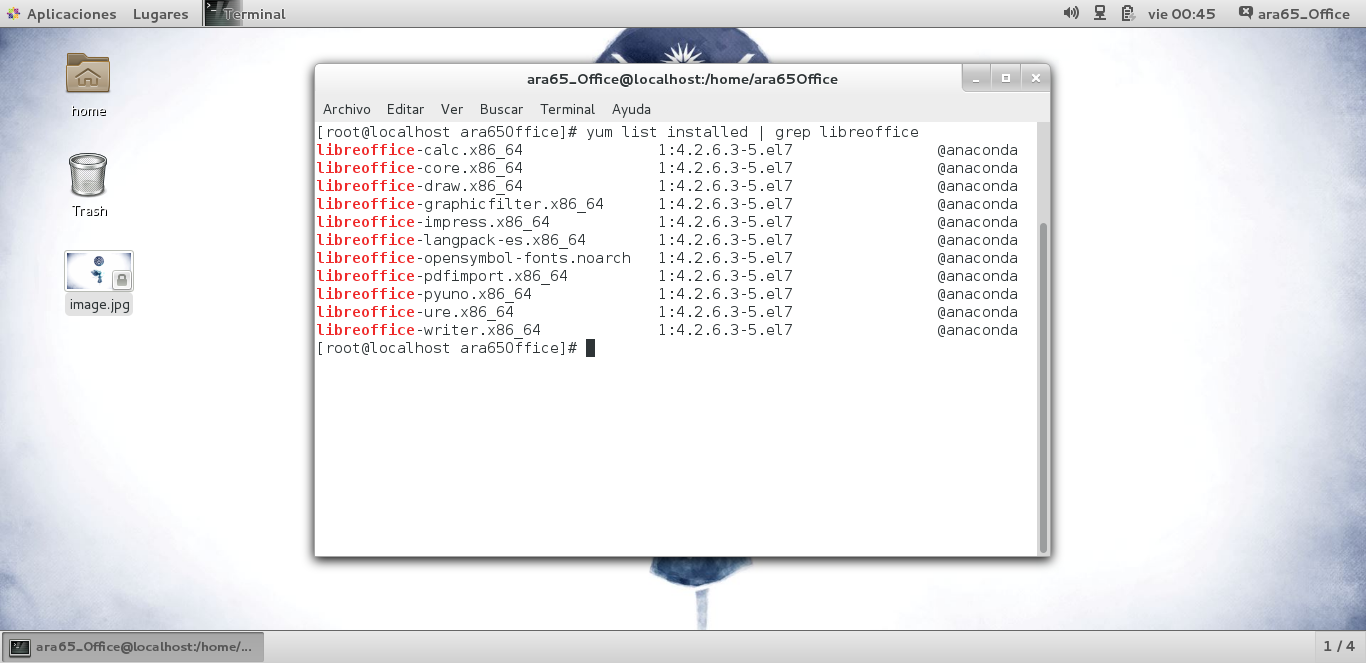 Aplicaciones Lugares Terminal vie 00:45 ara65_Office
home
Trash
image.jpg
ara65_Office@localhost:/home/ara65Office
Archivo Editar Ver Buscar Terminal Ayuda
[root@localhost ara65Office]# yum list installed | grep libreoffice
libreoffice-calc.x86_64 1:4.2.6.3-5.el7 @anaconda
libreoffice-core.x86_64 1:4.2.6.3-5.el7 @anaconda
libreoffice-draw.x86_64 1:4.2.6.3-5.el7 @anaconda
libreoffice-graphicfilter.x86_64 1:4.2.6.3-5.el7 @anaconda
libreoffice-impress.x86_64 1:4.2.6.3-5.el7 @anaconda
libreoffice-langpack-es.x86_64 1:4.2.6.3-5.el7 @anaconda
libreoffice-opensymbol-fonts.noarch 1:4.2.6.3-5.el7 @anaconda
libreoffice-pdfimport.x86_64 1:4.2.6.3-5.el7 @anaconda
libreoffice-pyuno.x86_64 1:4.2.6.3-5.el7 @anaconda
libreoffice-ure.x86_64 1:4.2.6.3-5.el7 @anaconda
libreoffice-writer.x86_64 1:4.2.6.3-5.el7 @anaconda
[root@localhost ara65Office]#
ara65_Office@localhost:/home/... 1 / 4